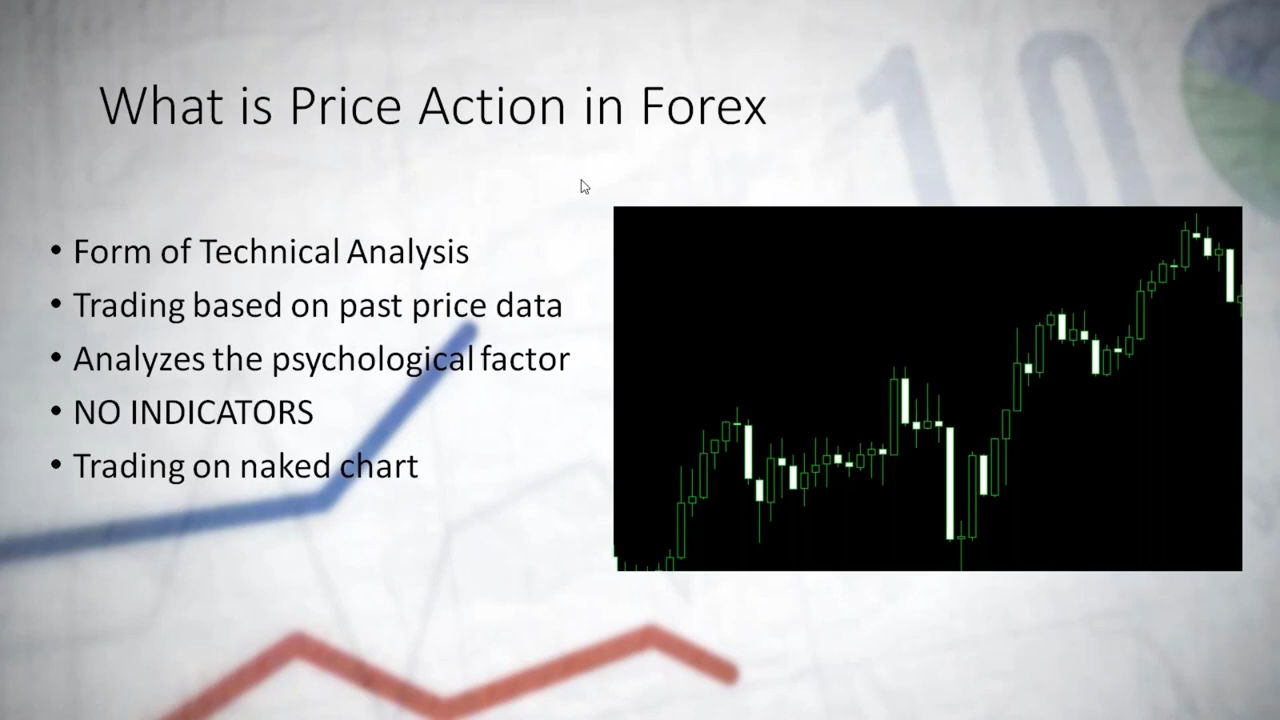 10
What is Price Action in Forex
• Form of Technical Analysis
• Trading based on past price data
• Analyzes the psychological factor
• NO INDICATORS
• Trading on naked chart